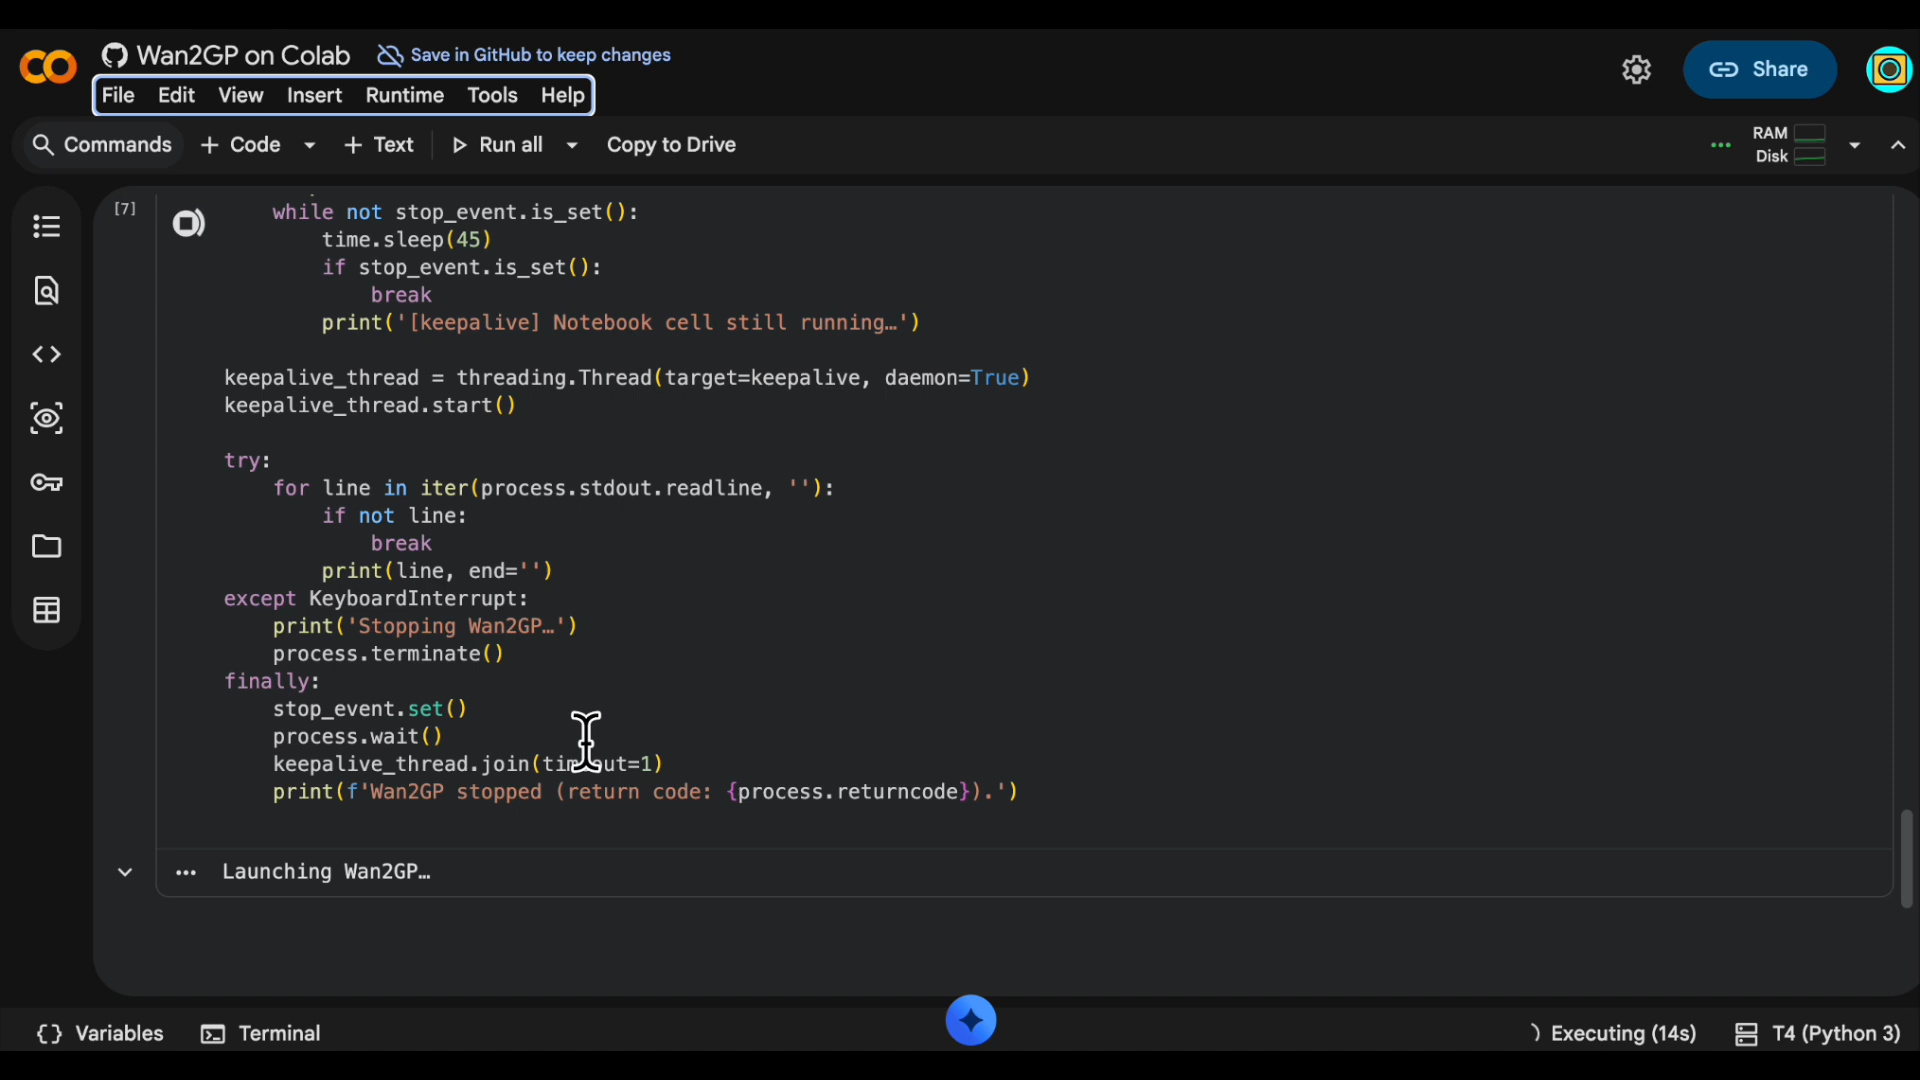 Wan2GP on Colab Save in GitHub to keep changes
File Edit View Insert Runtime Tools Help
Share
Commands + Code + Text Run all Copy to Drive
RAM
Disk
[7]
while not stop_event.is_set():
time.sleep(45)
if stop_event.is_set():
break
print('[keepalive] Notebook cell still running…')
keepalive_thread = threading.Thread(target=keepalive, daemon=True)
keepalive_thread.start()
try:
for line in iter(process.stdout.readline, ''):
if not line:
break
print(line, end='')
except KeyboardInterrupt:
print('Stopping Wan2GP…')
process.terminate()
finally:
stop_event.set()
process.wait()
keepalive_thread.join(timeout=1)
print(f'Wan2GP stopped (return code: {process.returncode}).')
Launching Wan2GP…
{} Variables Terminal Executing (14s) T4 (Python 3)